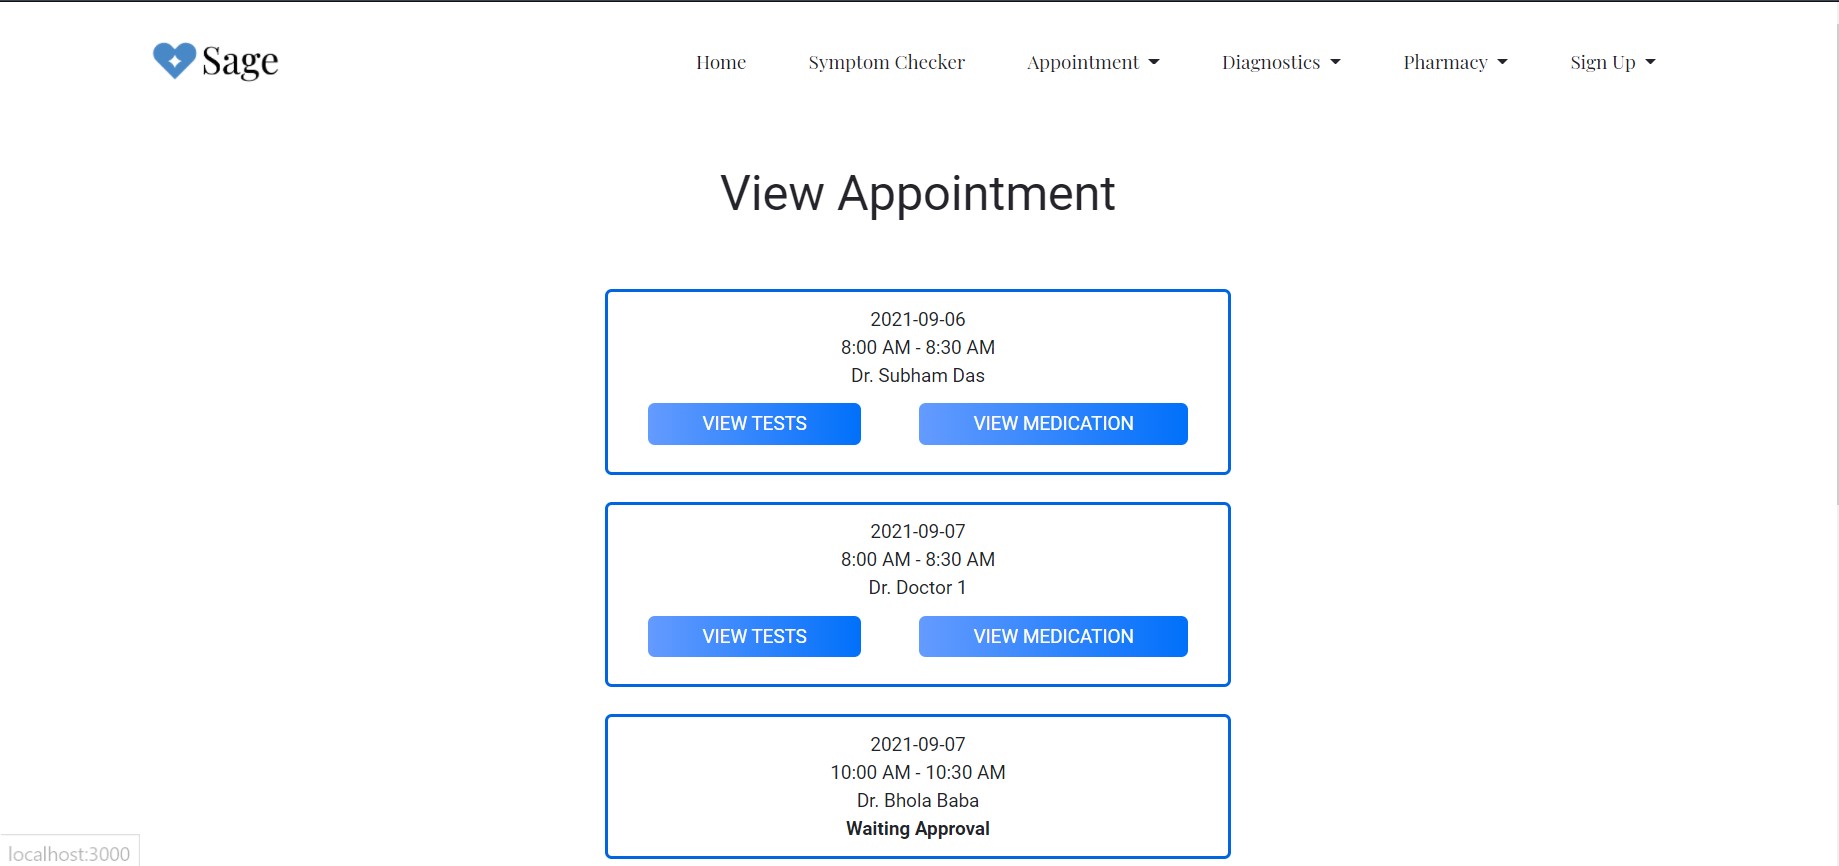 Sage
Home Symptom Checker Appointment Diagnostics Pharmacy Sign Up
View Appointment
2021-09-06
8:00 AM - 8:30 AM
Dr. Subham Das
VIEW TESTS VIEW MEDICATION
2021-09-07
8:00 AM - 8:30 AM
Dr. Doctor 1
VIEW TESTS VIEW MEDICATION
2021-09-07
10:00 AM - 10:30 AM
Dr. Bhola Baba
Waiting Approval
localhost:3000